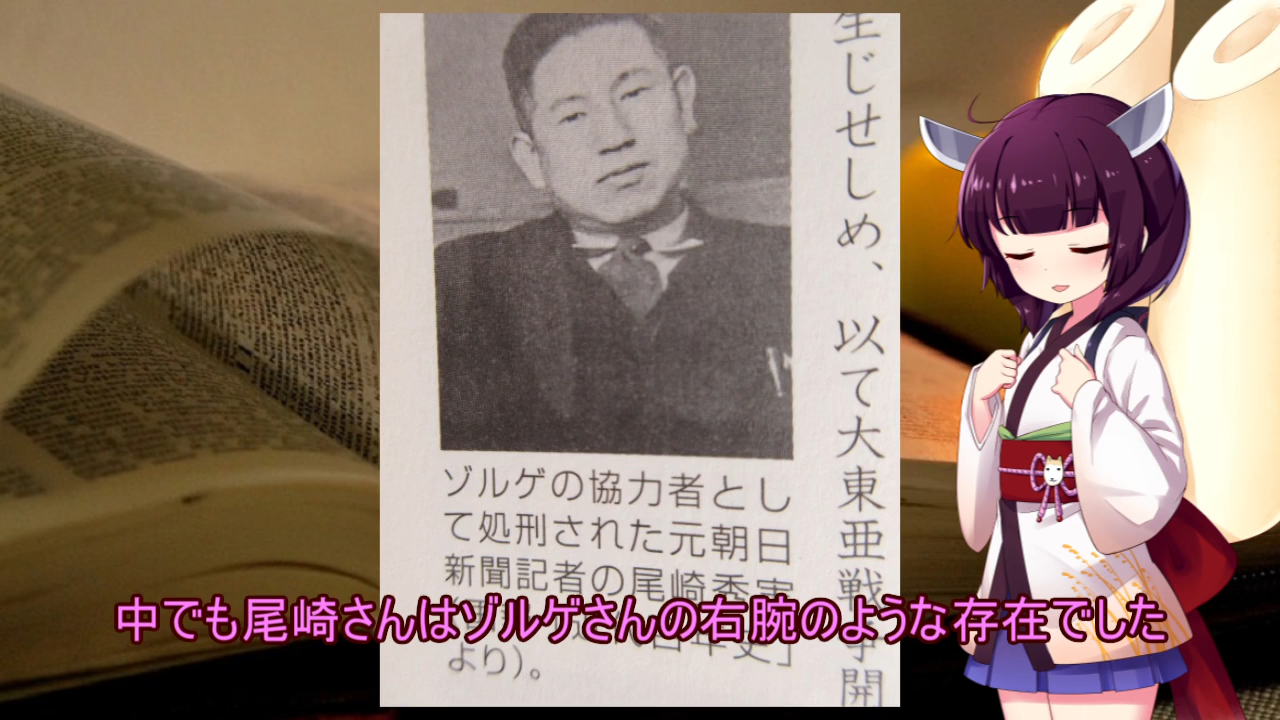 生じせしめ、以て大東亜戦争開
ゾルゲの協力者とし
て処刑された元朝日
新聞記者の尾崎秀実
より)。
中でも尾崎さんはゾルゲさんの右腕のような存在でした